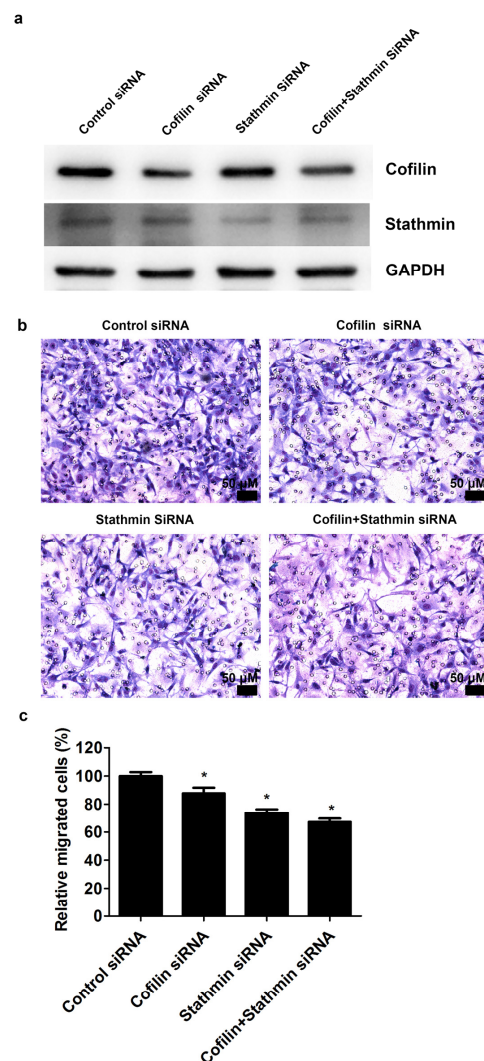 a
Control siRNA
Cofilin siRNA
Stathmin SiRNA
Cofilin+Stathmin SiRNA
Cofilin
Stathmin
GAPDH
b
Control siRNA
Cofilin siRNA
50 μM
50 μM
Stathmin SiRNA
Cofilin+Stathmin siRNA
50 μM
50 μM
c
Relative migrated cells (%)
120
100
80
60
40
20
0
*
*
*
Control siRNA
Cofilin siRNA
Stathmin siRNA
Cofilin+Stathmin siRNA